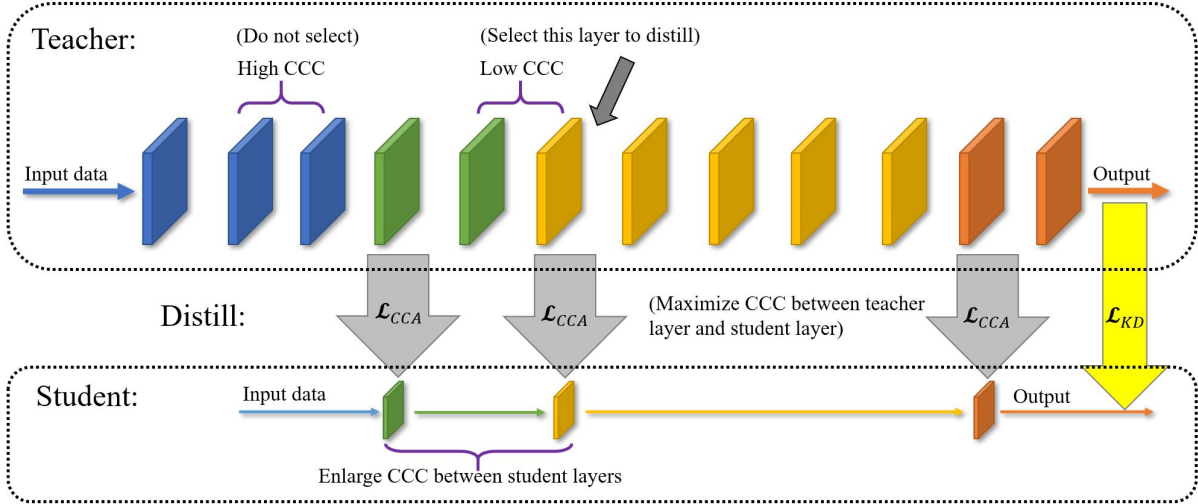 Teacher:
(Do not select)
High CCC
(Select this layer to distill)
Low CCC
Input data
Output
Distill:
𝓛CCA
𝓛CCA
(Maximize CCC between teacher
layer and student layer)
𝓛CCA
𝓛KD
Student:
Input data
Output
Enlarge CCC between student layers